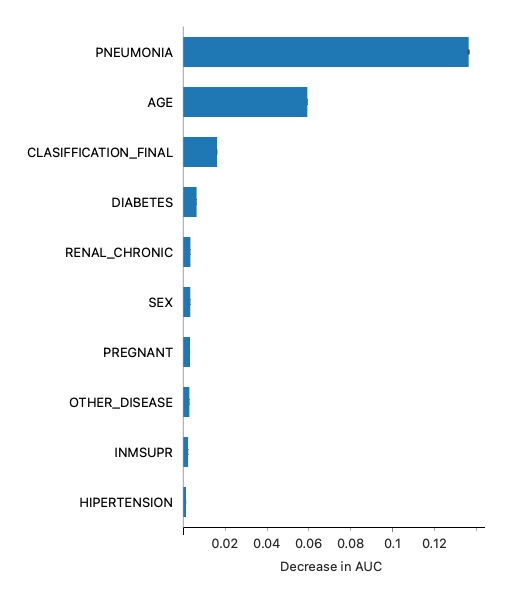 PNEUMONIA
AGE
CLASIFFICATION_FINAL
DIABETES
RENAL_CHRONIC
SEX
PREGNANT
OTHER_DISEASE
INMSUPR
HIPERTENSION
0.02 0.04 0.06 0.08 0.1 0.12
Decrease in AUC